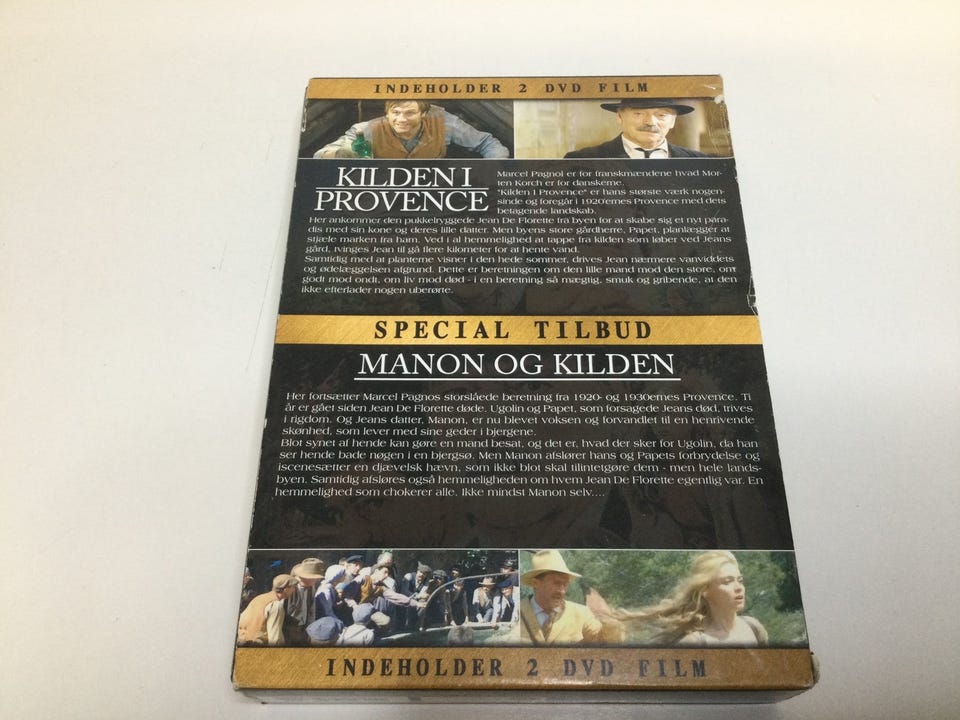 INDEHOLDER 2 DVD FILM
KILDEN I
PROVENCE
Marcel Pagnol er for franskmændene hvad Mor-
ten Korch er for danskerne.
"Kilden I Provence" er hans største værk nogen-
sinde og foregår i 1920ernes Provence med dets
betagende landskab.
Her ankommer den pukkelryggede Jean De Florette fra byen for at skabe sig et nyt para-
dis med sin kone og deres lille datter. Men byens store gårdherre, Papet, planlægger at
stjæle marken fra ham. Ved i al hemmelighed at tappe fra kilden som løber ved Jeans
gård, tvinges Jean til gå flere kilometer for at hente vand.
Samtidig med at planterne visner i den hede sommer, drives Jean nærmere vanviddets
og ødelæggelsen afgrund. Dette er beretningen om den lille mand mod den store, om
godt mod ondt, om liv mod død - i en beretning så mægtig, smuk og gribende, at den
ikke efterlader nogen uberørte.
SPECIAL TILBUD
MANON OG KILDEN
Her fortsætter Marcel Pagnos storslåede beretning fra 1920- og 1930ernes Provence. Ti
år er gået siden Jean De Florette døde. Ugolin og Papet, som forsagede Jeans død, trives
i rigdom. Og Jeans datter, Manon, er nu blevet voksen og forvandlet til en henrivende
skønhed, som lever med sine geder i bjergene.
Blot synet af hende kan gøre en mand besat, og det er, hvad der sker for Ugolin, da han
ser hende bade nøgen i en bjergsø. Men Manon afslører hans og Papets forbrydelse og
iscenesætter en djævelsk hævn, som ikke blot skal tilintetgøre dem - men hele lands-
byen. Samtidig afsløres også hemmeligheden om hvem Jean De Florette egentlig var. En
hemmelighed som chokerer alle. Ikke mindst Manon selv....
INDEHOLDER 2 DVD FILM